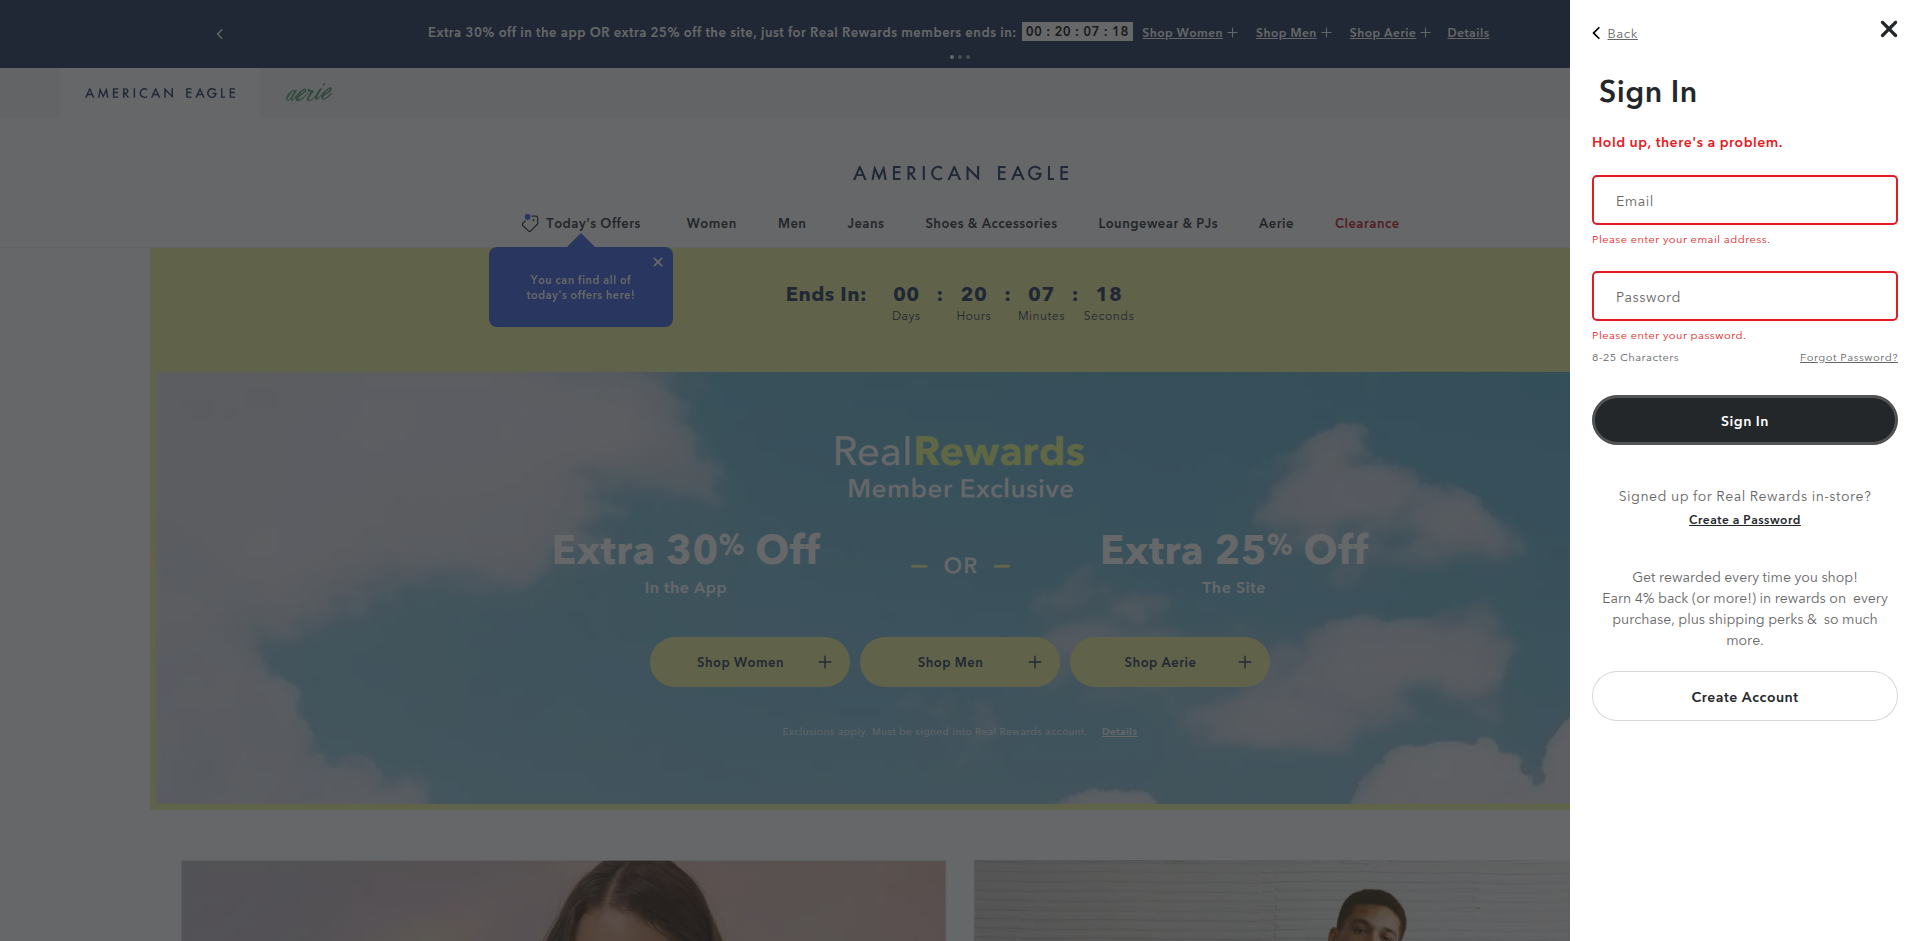 Extra 30% off in the app OR extra 25% off the site, just for Real Rewards members ends in: 00 : 20 : 07 : 18 Shop Women + Shop Men + Shop Aerie + Details
AMERICAN EAGLE
aerie
AMERICAN EAGLE
Today's Offers Women Men Jeans Shoes & Accessories Loungewear & PJs Aerie Clearance
You can find all of
today's offers here!
Ends In: 00 : 20 : 07 : 18
Days Hours Minutes Seconds
RealRewards
Member Exclusive
Extra 30% Off
In the App
— OR —
Extra 25% Off
The Site
Shop Women +
Shop Men +
Shop Aerie +
Exclusions apply. Must be signed into Real Rewards account. Details
Back
Sign In
Hold up, there's a problem.
Email
Please enter your email address.
Password
Please enter your password.
8-25 Characters Forgot Password?
Sign In
Signed up for Real Rewards in-store?
Create a Password
Get rewarded every time you shop!
Earn 4% back (or more!) in rewards on every
purchase, plus shipping perks & so much
more.
Create Account